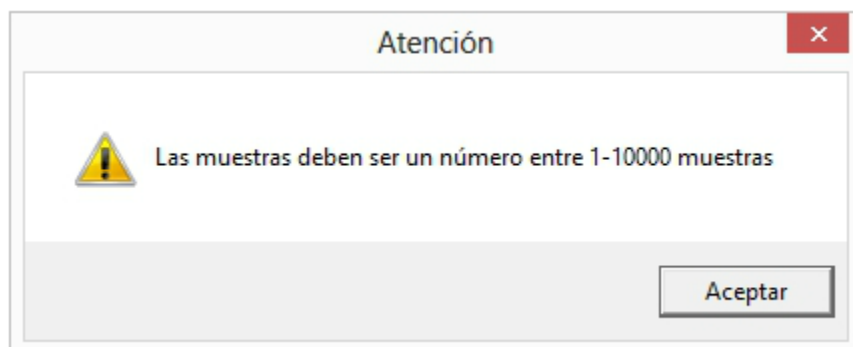 Atención
Las muestras deben ser un número entre 1-10000 muestras
Aceptar